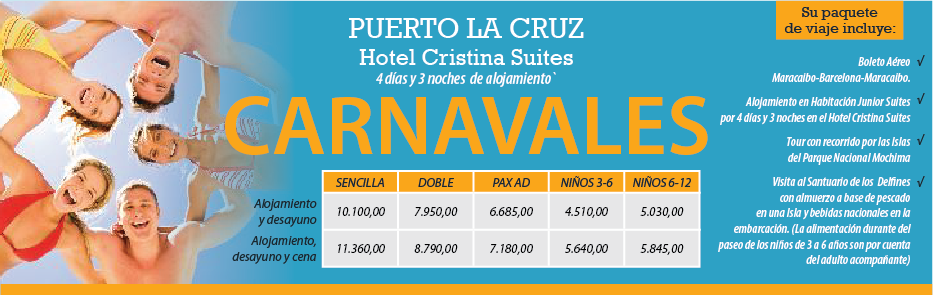 PUERTO LA CRUZ
Hotel Cristina Suites
4 días y 3 noches de alojamiento`
CARNAVALES
SENCILLA DOBLE PAX AD NIÑOS 3-6 NIÑOS 6-12
Alojamiento
y desayuno 10.100,00 7.950,00 6.685,00 4.510,00 5.030,00
Alojamiento,
desayuno y cena 11.360,00 8.790,00 7.180,00 5.640,00 5.845,00
Su paquete
de viaje incluye:
Boleto Aéreo √
Maracaibo-Barcelona-Maracaibo.
Alojamiento en Habitación Junior Suites √
por 4 días y 3 noches en el Hotel Cristina Suites
Tour con recorrido por las Islas √
del Parque Nacional Mochima
Visita al Santuario de los Delfines √
con almuerzo a base de pescado
en una Isla y bebidas nacionales en la
embarcación. (La alimentación durante del
paseo de los niños de 3 a 6 años son por cuenta
del adulto acompañante)